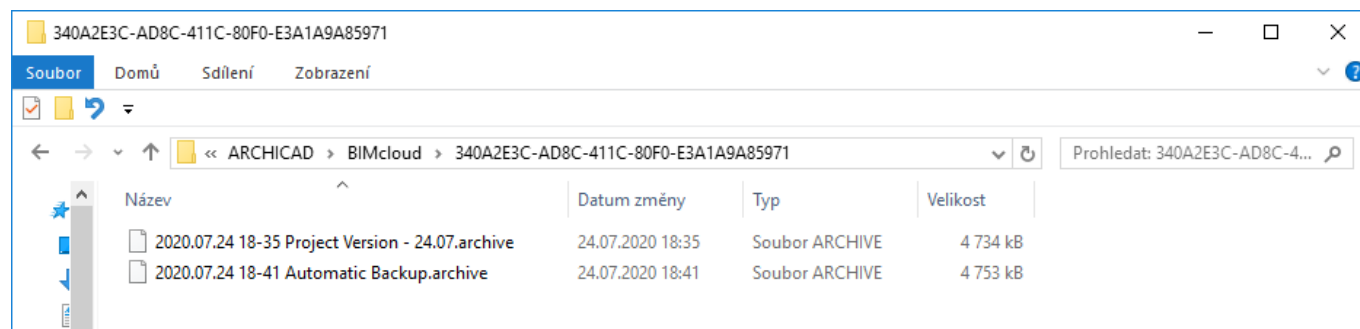 340A2E3C-AD8C-411C-80F0-E3A1A9A85971
Soubor Domů Sdílení Zobrazení
« ARCHICAD › BIMcloud › 340A2E3C-AD8C-411C-80F0-E3A1A9A85971 Prohledat: 340A2E3C-AD8C-4...
Název Datum změny Typ Velikost
2020.07.24 18-35 Project Version - 24.07.archive 24.07.2020 18:35 Soubor ARCHIVE 4 734 kB
2020.07.24 18-41 Automatic Backup.archive 24.07.2020 18:41 Soubor ARCHIVE 4 753 kB